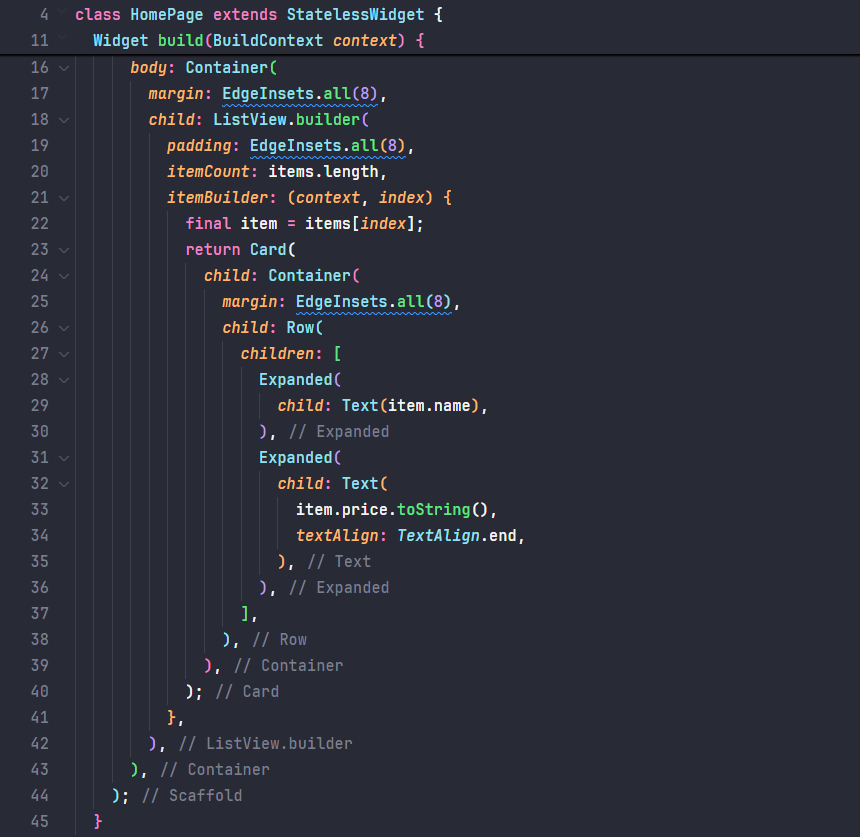 4 class HomePage extends StatelessWidget {
11 Widget build(BuildContext context) {
16 body: Container(
17 margin: EdgeInsets.all(8),
18 child: ListView.builder(
19 padding: EdgeInsets.all(8),
20 itemCount: items.length,
21 itemBuilder: (context, index) {
22 final item = items[index];
23 return Card(
24 child: Container(
25 margin: EdgeInsets.all(8),
26 child: Row(
27 children: [
28 Expanded(
29 child: Text(item.name),
30 ), // Expanded
31 Expanded(
32 child: Text(
33 item.price.toString(),
34 textAlign: TextAlign.end,
35 ), // Text
36 ), // Expanded
37 ],
38 ), // Row
39 ), // Container
40 ); // Card
41 },
42 ), // ListView.builder
43 ), // Container
44 ); // Scaffold
45 }